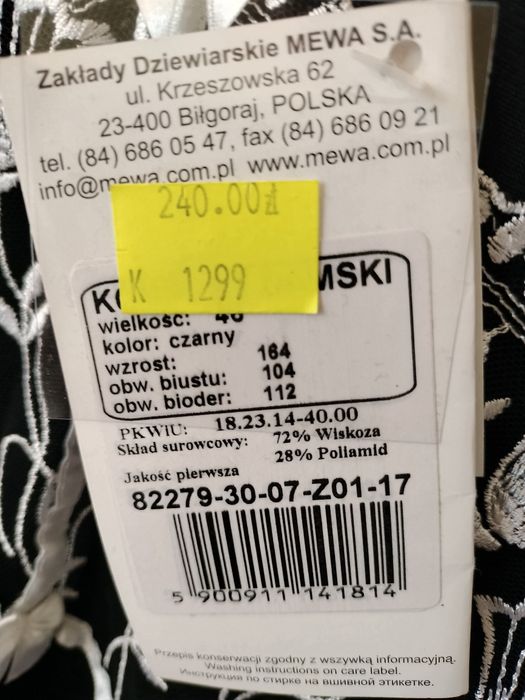 Zakłady Dziewiarskie MEWA S.A.
ul. Krzeszowska 62
23-400 Biłgoraj, POLSKA
tel. (84) 686 05 47, fax (84) 686 09 21
info@mewa.com.pl www.mewa.com.pl
240.00zł
K 1299
MSKI
wielkość: 46
kolor: czarny
wzrost: 164
obw. biustu: 104
obw. bioder: 112
PKWiU: 18.23.14-40.00
Skład surowcowy: 72% Wiskoza
28% Poliamid
Jakość pierwsza
82279-30-07-Z01-17
5 900911 141814
Przepis konserwacji zgodny z wszywką informacyjną.
Washing instructions on care label.
Инструкция по стирке на вшивной этикетке.